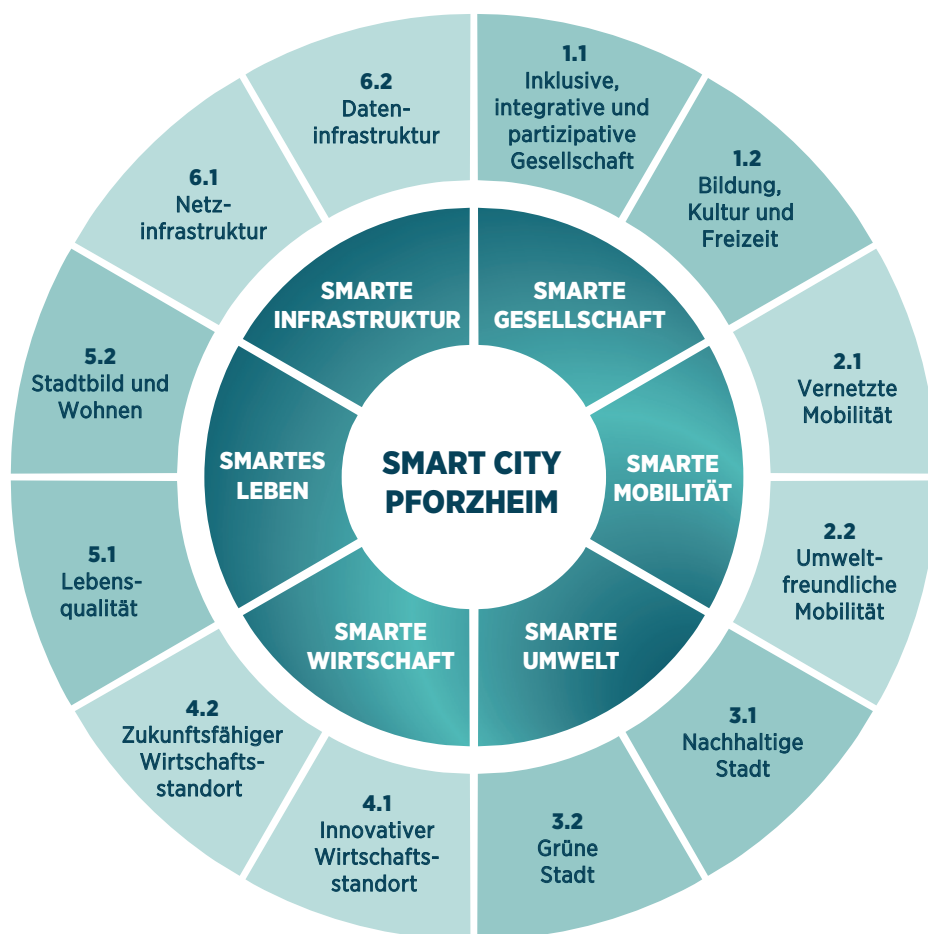 SMART CITY
PFORZHEIM
SMARTE
GESELLSCHAFT
1.1
Inklusive,
integrative und
partizipative
Gesellschaft
1.2
Bildung,
Kultur und
Freizeit
SMARTE
MOBILITÄT
2.1
Vernetzte
Mobilität
2.2
Umwelt-
freundliche
Mobilität
SMARTE
UMWELT
3.1
Nachhaltige
Stadt
3.2
Grüne
Stadt
SMARTE
WIRTSCHAFT
4.1
Innovativer
Wirtschafts-
standort
4.2
Zukunftsfähiger
Wirtschafts-
standort
SMARTES
LEBEN
5.1
Lebens-
qualität
5.2
Stadtbild und
Wohnen
SMARTE
INFRASTRUKTUR
6.1
Netz-
infrastruktur
6.2
Daten-
infrastruktur